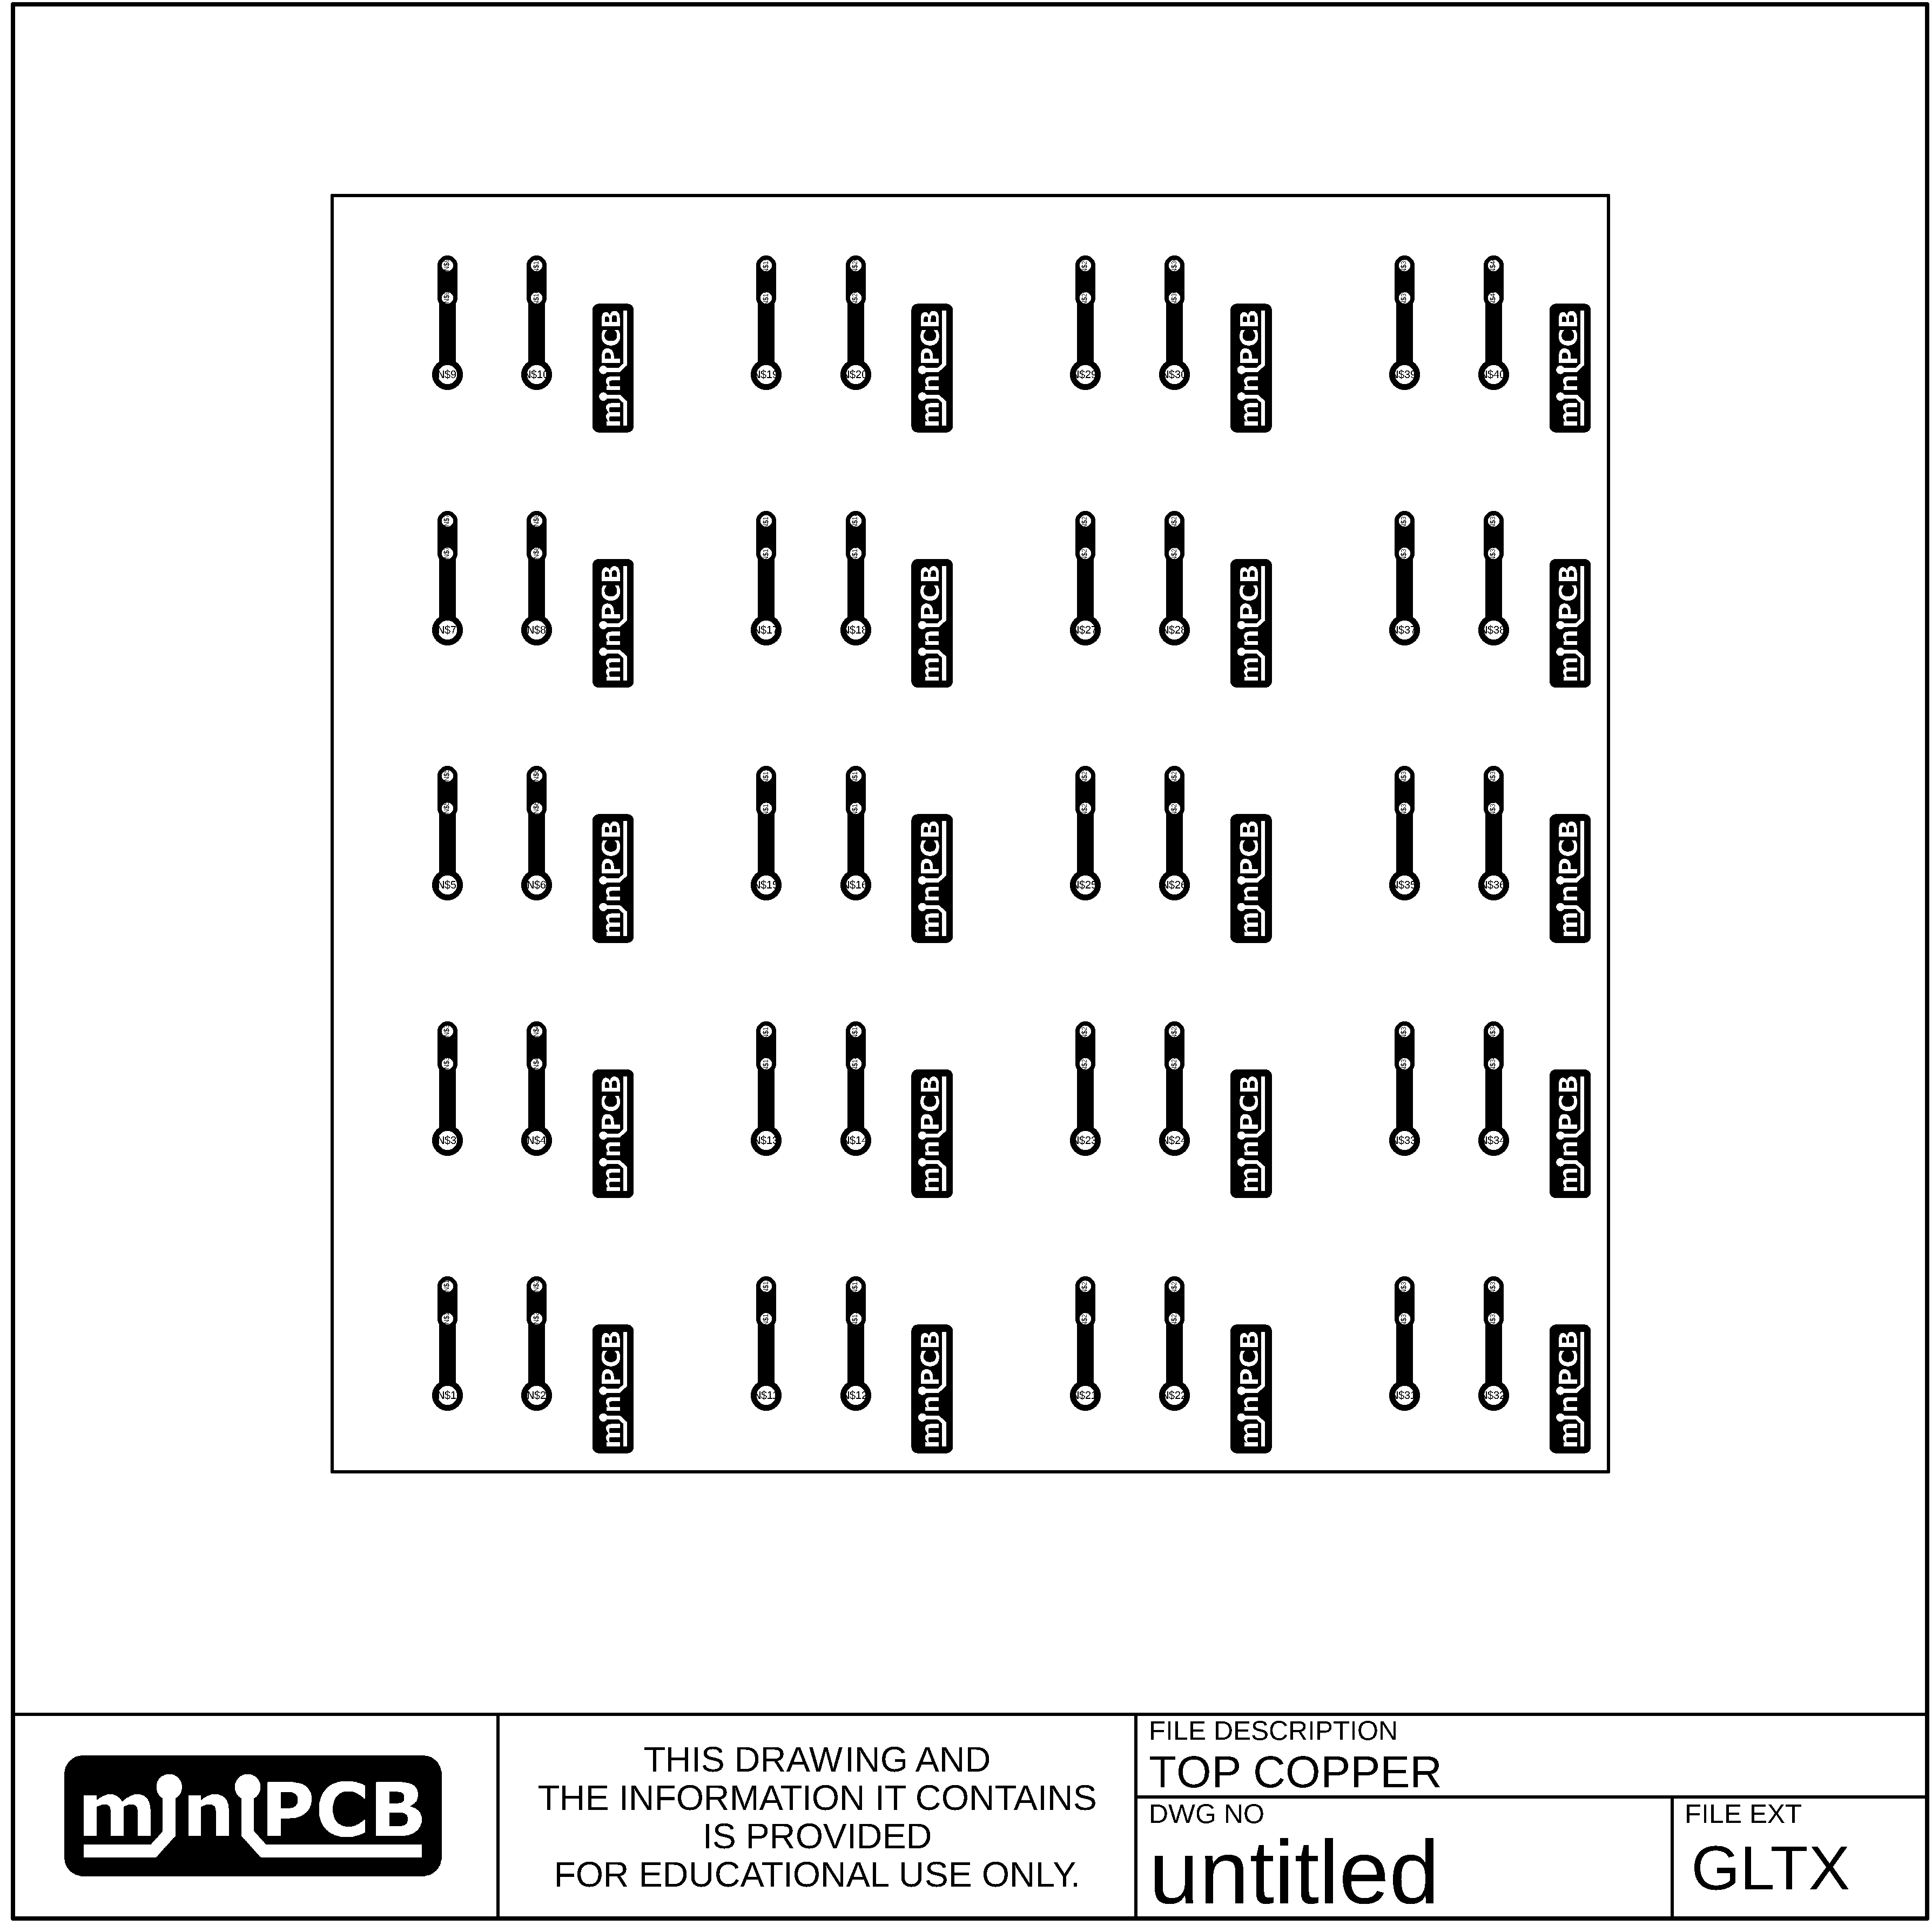 N$9 N$10 N$19 N$20 N$29 N$30 N$39 N$40
miniPCB miniPCB miniPCB miniPCB
N$7 N$8 N$17 N$18 N$27 N$28 N$37 N$38
miniPCB miniPCB miniPCB miniPCB
N$5 N$6 N$15 N$16 N$25 N$26 N$35 N$36
miniPCB miniPCB miniPCB miniPCB
N$3 N$4 N$13 N$14 N$23 N$24 N$33 N$34
miniPCB miniPCB miniPCB miniPCB
N$1 N$2 N$11 N$12 N$21 N$22 N$31 N$32
miniPCB miniPCB miniPCB miniPCB
miniPCB
THIS DRAWING AND
THE INFORMATION IT CONTAINS
IS PROVIDED
FOR EDUCATIONAL USE ONLY.
FILE DESCRIPTION
TOP COPPER
DWG NO
untitled
FILE EXT
GLTX